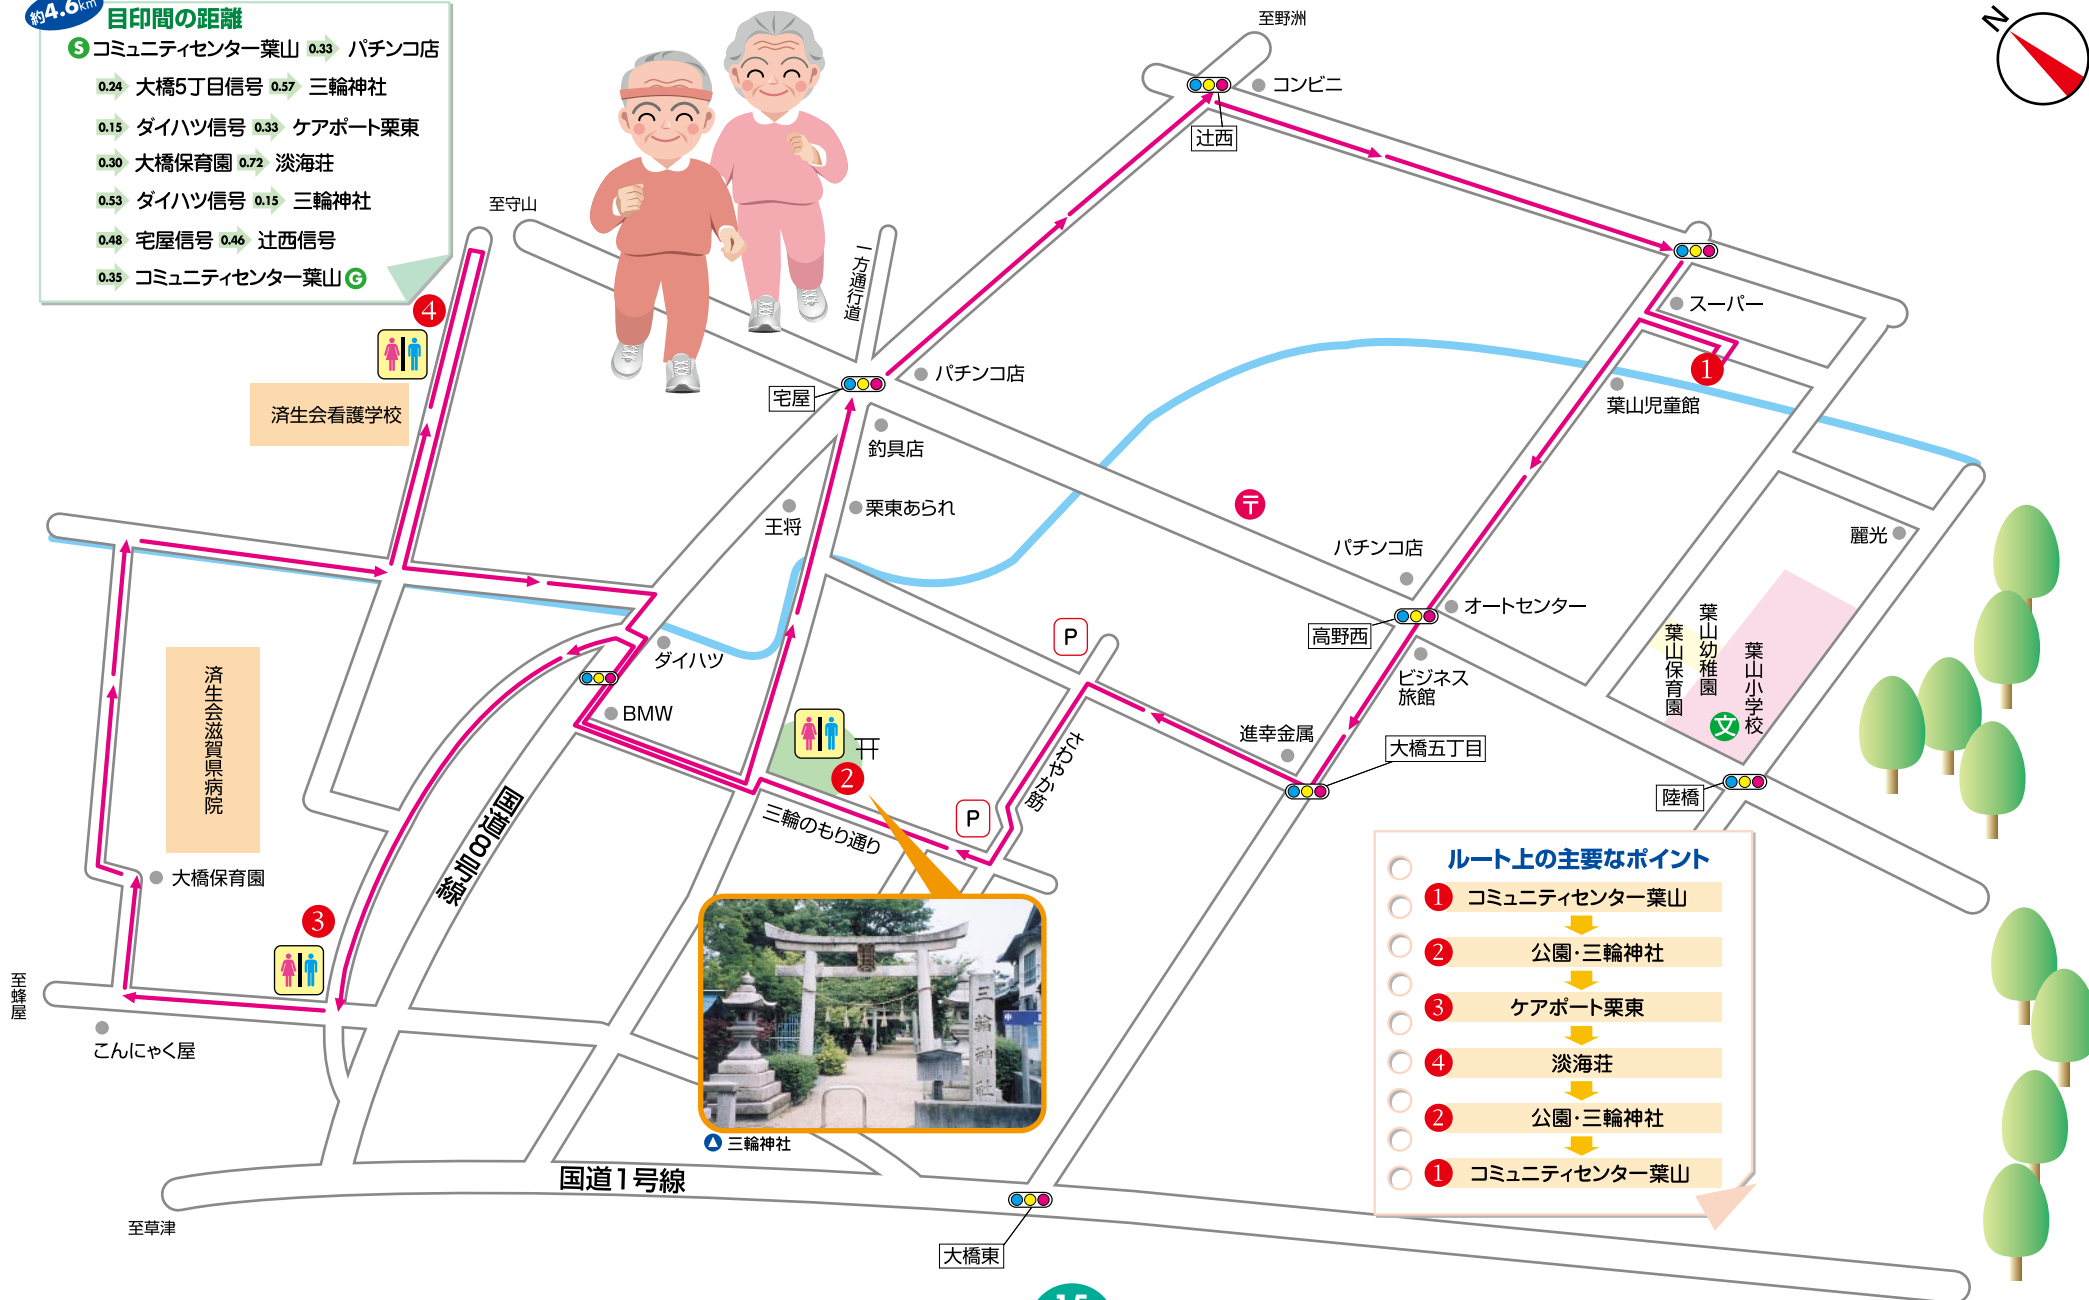 約4.6km
目印間の距離
S コミュニティセンター葉山 0.33 パチンコ店
0.24 大橋5丁目信号 0.57 三輪神社
0.15 ダイハツ信号 0.33 ケアポート栗東
0.30 大橋保育園 0.72 淡海荘
0.53 ダイハツ信号 0.15 三輪神社
0.48 宅屋信号 0.46 辻西信号
0.35 コミュニティセンター葉山 G
至野洲
コンビニ
辻西
N
至守山
一方通行道
スーパー
1
葉山児童館
4
済生会看護学校
宅屋
パチンコ店
釣具店
王将
栗東あられ
〒
パチンコ店
オートセンター
高野西
ビジネス
旅館
麗光
葉山保育園
葉山幼稚園
葉山小学校
文
陸橋
P
ダイハツ
BMW
2
三輪のもり通り
さわやか筋
P
進幸金属
大橋五丁目
済生会滋賀県病院
大橋保育園
国道8号線
3
至蜂屋
こんにゃく屋
三輪神社
三輪神社
国道1号線
至草津
大橋東
ルート上の主要なポイント
1 コミュニティセンター葉山
2 公園・三輪神社
3 ケアポート栗東
4 淡海荘
2 公園・三輪神社
1 コミュニティセンター葉山
15